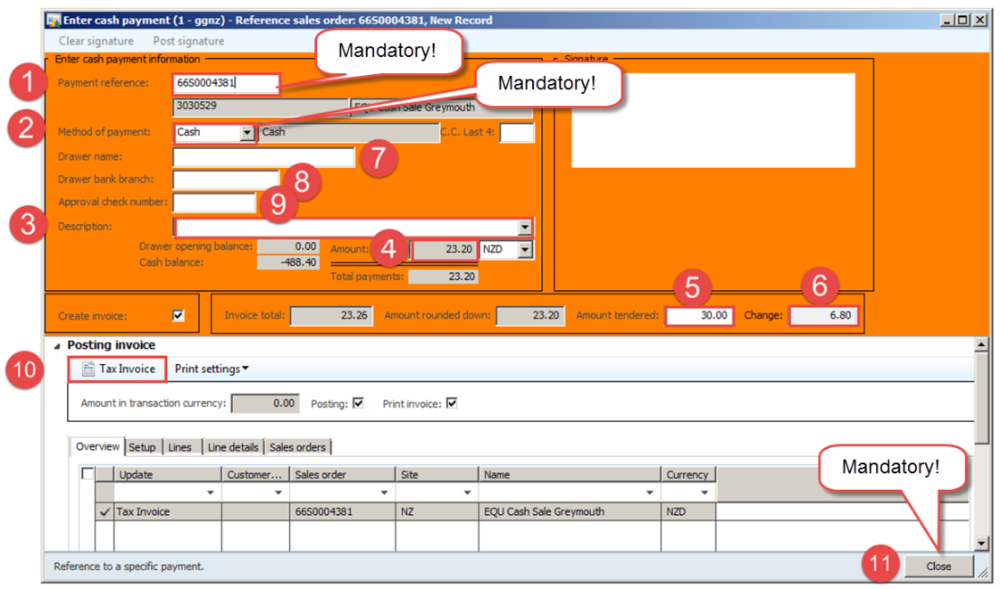 Enter cash payment (1 - ggnz) - Reference sales order: 66S0004381, New Record
Clear signature Post signature
Mandatory!
Enter cash payment information
Signature
1 Payment reference: 66S0004381
Mandatory!
3030529 EQU Cash Sale Greymouth
2 Method of payment: Cash Cash C.C. Last 4:
Drawer name: 7
Drawer bank branch: 8
Approval check number: 9
3 Description:
Drawer opening balance: 0.00 Amount: 4 23.20 NZD
Cash balance: -488.40
Total payments: 23.20
5 6
Create invoice: Invoice total: 23.26 Amount rounded down: 23.20 Amount tendered: 30.00 Change: 6.80
Posting invoice
10 Tax Invoice Print settings
Amount in transaction currency: 0.00 Posting: Print invoice:
Overview Setup Lines Line details Sales orders
Mandatory!
Update Customer... Sales order Site Name Currency
Tax Invoice 66S0004381 NZ EQU Cash Sale Greymouth NZD
Reference to a specific payment. 11 Close